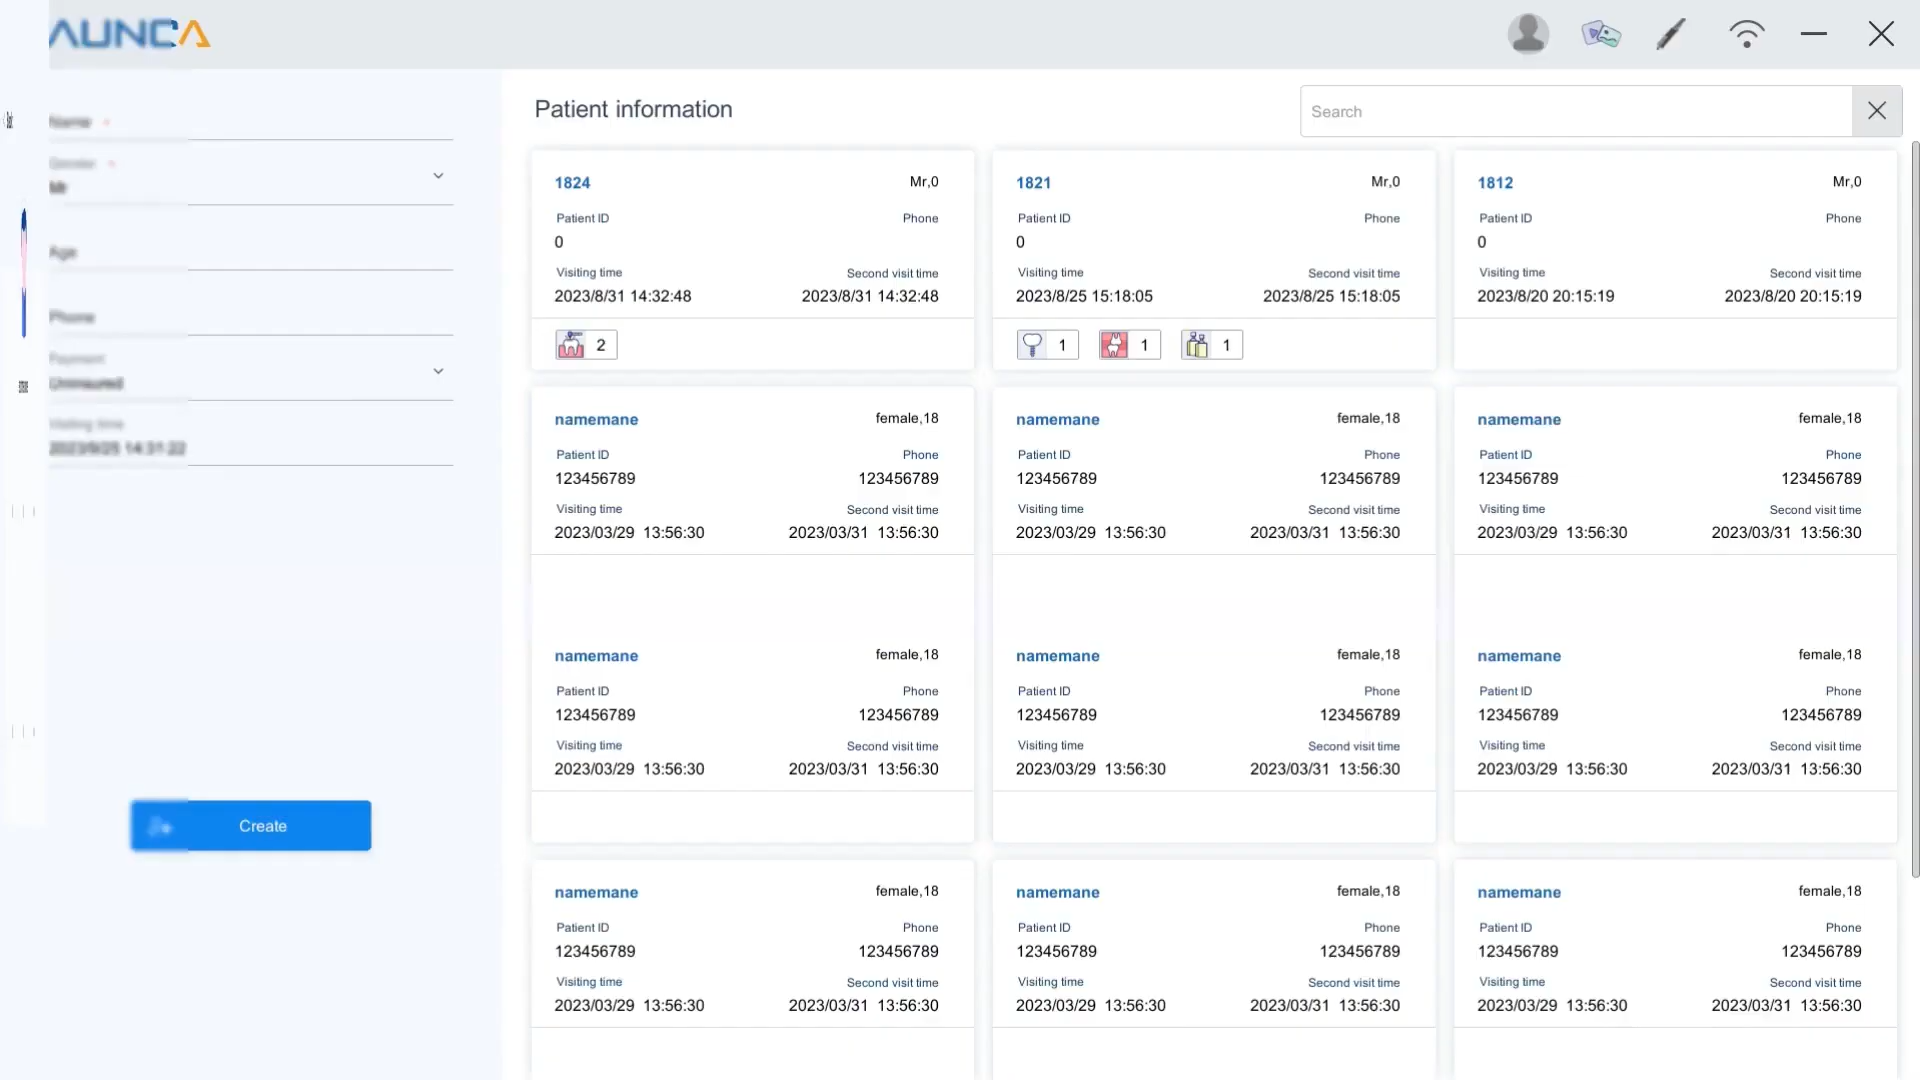 AUNCA
Name *
Gender *
Mr
Age
Phone
Payment
Uninsured
Visiting time
2023/9/25 14:31:22
Create
Patient information
Search
1824 Mr,0
Patient ID Phone
0
Visiting time Second visit time
2023/8/31 14:32:48 2023/8/31 14:32:48
2
1821 Mr,0
Patient ID Phone
0
Visiting time Second visit time
2023/8/25 15:18:05 2023/8/25 15:18:05
1 1 1
1812 Mr,0
Patient ID Phone
0
Visiting time Second visit time
2023/8/20 20:15:19 2023/8/20 20:15:19
namemane female,18
Patient ID Phone
123456789 123456789
Visiting time Second visit time
2023/03/29 13:56:30 2023/03/31 13:56:30
namemane female,18
Patient ID Phone
123456789 123456789
Visiting time Second visit time
2023/03/29 13:56:30 2023/03/31 13:56:30
namemane female,18
Patient ID Phone
123456789 123456789
Visiting time Second visit time
2023/03/29 13:56:30 2023/03/31 13:56:30
namemane female,18
Patient ID Phone
123456789 123456789
Visiting time Second visit time
2023/03/29 13:56:30 2023/03/31 13:56:30
namemane female,18
Patient ID Phone
123456789 123456789
Visiting time Second visit time
2023/03/29 13:56:30 2023/03/31 13:56:30
namemane female,18
Patient ID Phone
123456789 123456789
Visiting time Second visit time
2023/03/29 13:56:30 2023/03/31 13:56:30
namemane female,18
Patient ID Phone
123456789 123456789
Visiting time Second visit time
2023/03/29 13:56:30 2023/03/31 13:56:30
namemane female,18
Patient ID Phone
123456789 123456789
Visiting time Second visit time
2023/03/29 13:56:30 2023/03/31 13:56:30
namemane female,18
Patient ID Phone
123456789 123456789
Visiting time Second visit time
2023/03/29 13:56:30 2023/03/31 13:56:30